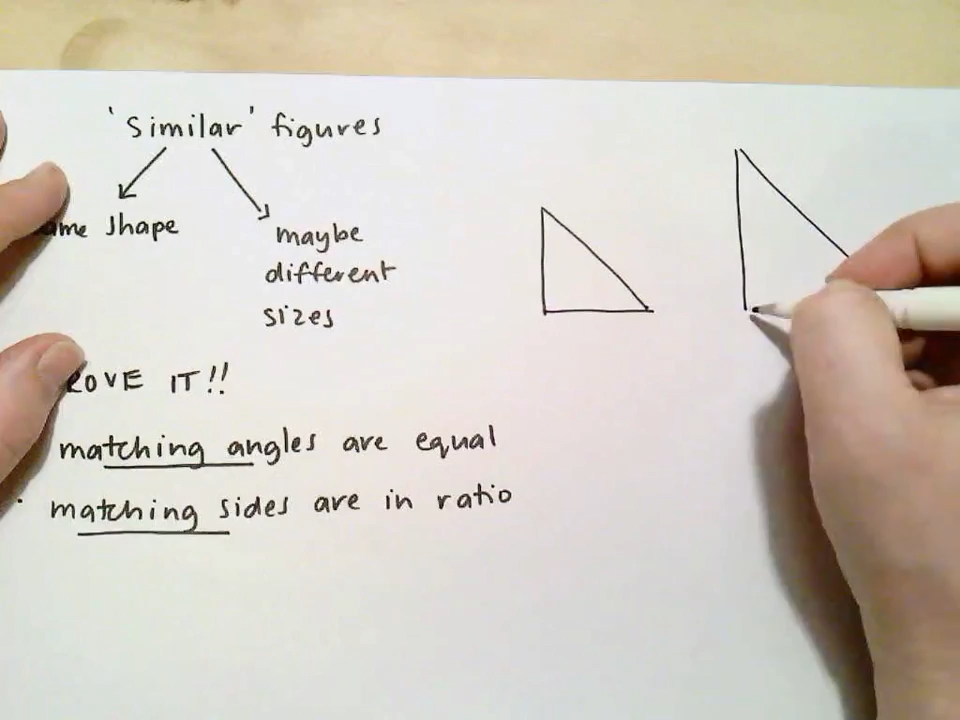 'Similar' figures
ame shape
maybe
different
sizes
ROVE IT!!
matching angles are equal
· matching sides are in ratio